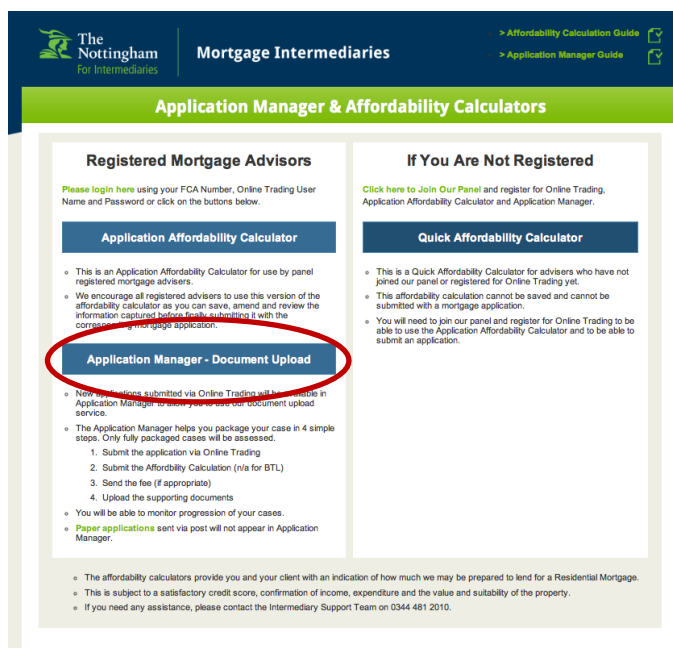 The
Nottingham
For Intermediaries
Mortgage Intermediaries
> Affordability Calculation Guide
> Application Manager Guide
Application Manager & Affordability Calculators
Registered Mortgage Advisors
Please login here using your FCA Number, Online Trading User
Name and Password or click on the buttons below.
Application Affordability Calculator
This is an Application Affordability Calculator for use by panel
registered mortgage advisers.
We encourage all registered advisers to use this version of the
affordability calculator as you can save, amend and review the
information captured before finally submitting it with the
corresponding mortgage application.
Application Manager - Document Upload
New applications submitted via Online Trading will be available in
Application Manager to allow you to use our document upload
service.
The Application Manager helps you package your case in 4 simple
steps. Only fully packaged cases will be assessed.
1. Submit the application via Online Trading
2. Submit the Affordbility Calculation (n/a for BTL)
3. Send the fee (if appropriate)
4. Upload the supporting documents
You will be able to monitor progression of your cases.
Paper applications sent via post will not appear in Application
Manager.
If You Are Not Registered
Click here to Join Our Panel and register for Online Trading,
Application Affordability Calculator and Application Manager.
Quick Affordability Calculator
This is a Quick Affordability Calculator for advisers who have not
joined our panel or registered for Online Trading yet.
This affordability calculation cannot be saved and cannot be
submitted with a mortgage application.
You will need to join our panel and register for Online Trading to be
able to use the Application Affordability Calculator and to be able to
submit an application.
The affordability calculators provide you and your client with an indication of how much we may be prepared to lend for a Residential Mortgage.
This is subject to a satisfactory credit score, confirmation of income, expenditure and the value and suitability of the property.
If you need any assistance, please contact the Intermediary Support Team on 0344 481 2010.